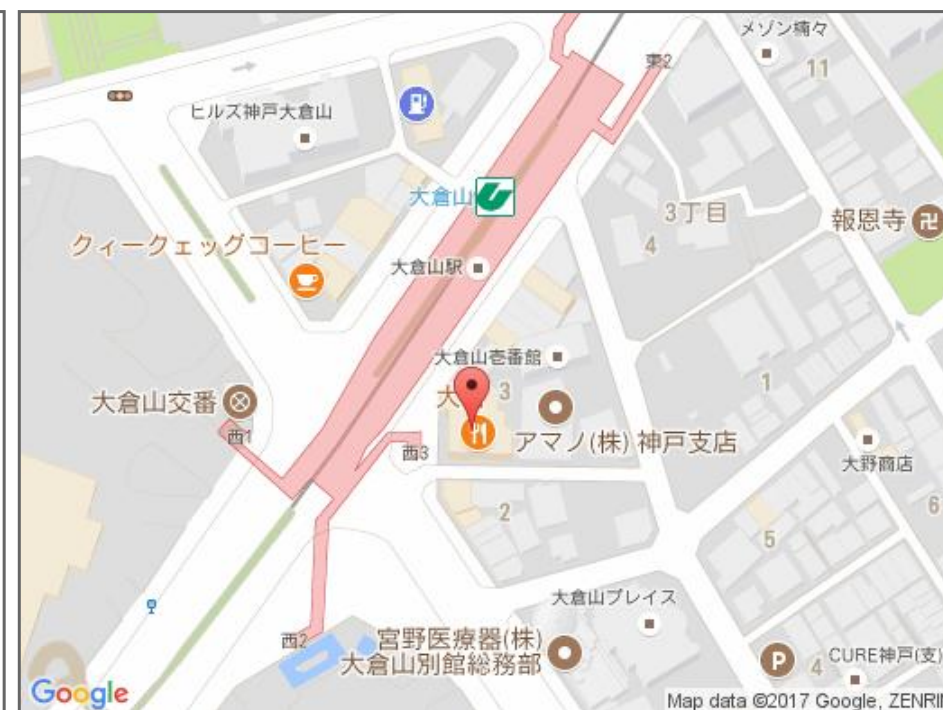 メゾン楠々
11
東2
ヒルズ神戸大倉山
大倉山
3丁目
4
報恩寺
クィークェッグコーヒー
大倉山駅
大倉山壱番館
3
1
大倉山交番
西1
西3
アマノ(株) 神戸支店
大野商店
2
6
5
大倉山プレイス
西2
宮野医療器(株)
大倉山別館総務部
P
4
CURE神戸(支)
Google
Map data ©2017 Google, ZENRIN